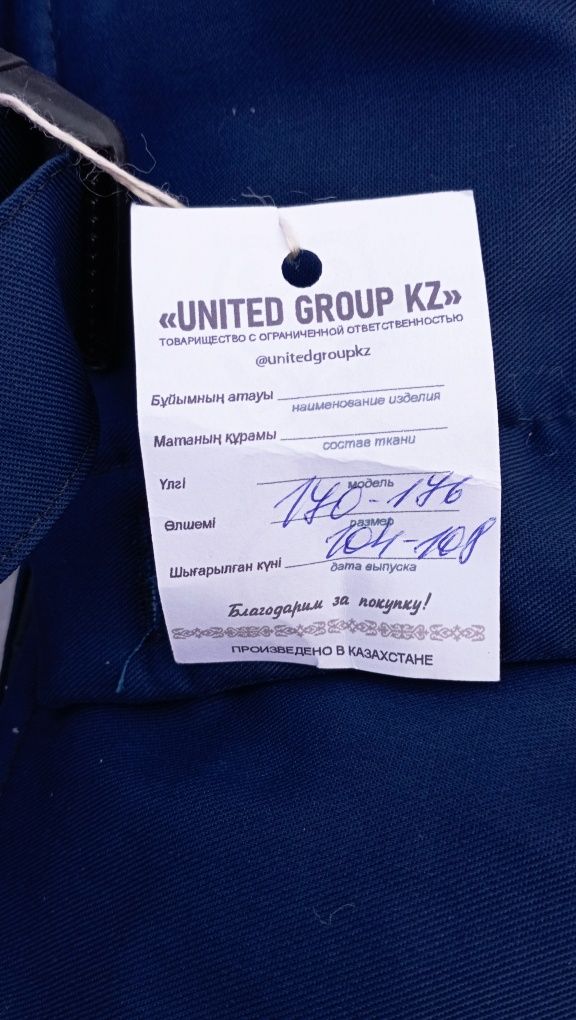 «UNITED GROUP KZ»
ТОВАРИЩЕСТВО С ОГРАНИЧЕННОЙ ОТВЕТСТВЕННОСТЬЮ
@unitedgroupkz
Бұйымның атауы
наименование изделия
Матаның құрамы
состав ткани
Үлгі
модель
170-176
Өлшемі
размер
104-108
Шығарылған күні
дата выпуска
Благодарим за покупку!
ПРОИЗВЕДЕНО В КАЗАХСТАНЕ